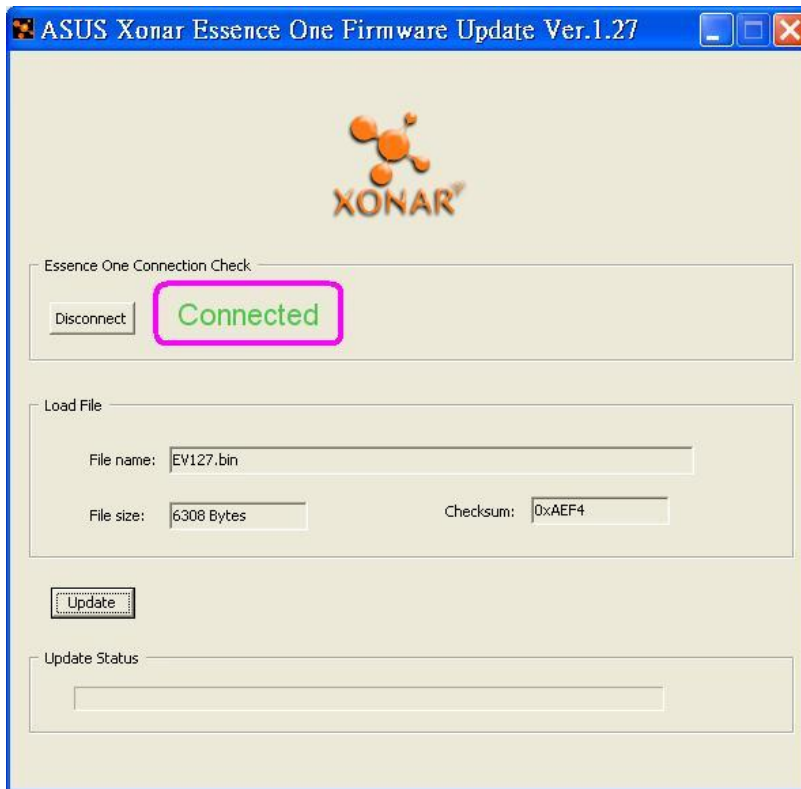 ASUS Xonar Essence One Firmware Update Ver.1.27
XONAR
Essence One Connection Check
Disconnect
Connected
Load File
File name: EV127.bin
File size: 6308 Bytes
Checksum: 0xAEF4
Update
Update Status